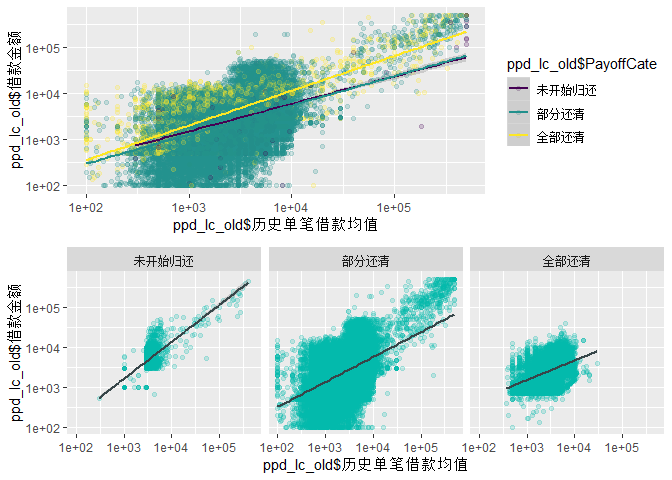 ppd_lc_old$借款金额
1e+05
1e+04
1e+03
1e+02
1e+02 1e+03 1e+04 1e+05
ppd_lc_old$历史单笔借款均值
ppd_lc_old$PayoffCate
未开始归还
部分还清
全部还清
未开始归还 部分还清 全部还清
ppd_lc_old$借款金额
1e+05
1e+04
1e+03
1e+02
1e+02 1e+03 1e+04 1e+05 1e+02 1e+03 1e+04 1e+05 1e+02 1e+03 1e+04 1e+05
ppd_lc_old$历史单笔借款均值